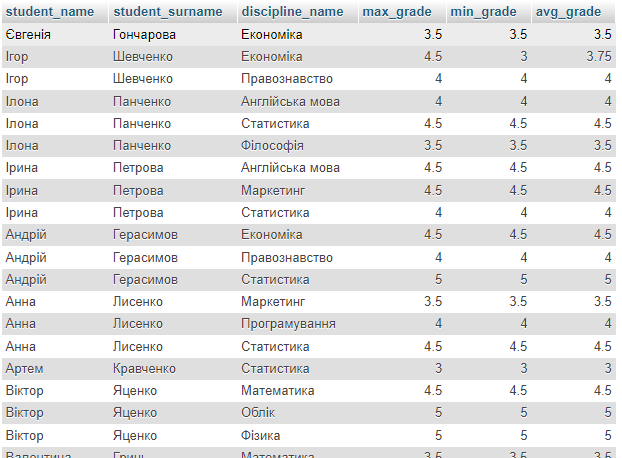 student_name student_surname discipline_name max_grade min_grade avg_grade
Євгенія Гончарова Економіка 3.5 3.5 3.5
Ігор Шевченко Економіка 4.5 3 3.75
Ігор Шевченко Правознавство 4 4 4
Ілона Панченко Англійська мова 4 4 4
Ілона Панченко Статистика 4.5 4.5 4.5
Ілона Панченко Філософія 3.5 3.5 3.5
Ірина Петрова Англійська мова 4.5 4.5 4.5
Ірина Петрова Маркетинг 4.5 4.5 4.5
Ірина Петрова Статистика 4 4 4
Андрій Герасимов Економіка 4.5 4.5 4.5
Андрій Герасимов Правознавство 4 4 4
Андрій Герасимов Статистика 5 5 5
Анна Лисенко Маркетинг 3.5 3.5 3.5
Анна Лисенко Програмування 4 4 4
Анна Лисенко Статистика 4.5 4.5 4.5
Артем Кравченко Статистика 3 3 3
Віктор Яценко Математика 4.5 4.5 4.5
Віктор Яценко Облік 5 5 5
Віктор Яценко Фізика 5 5 5
Валентина Гринь Математика 3.5 3.5 3.5